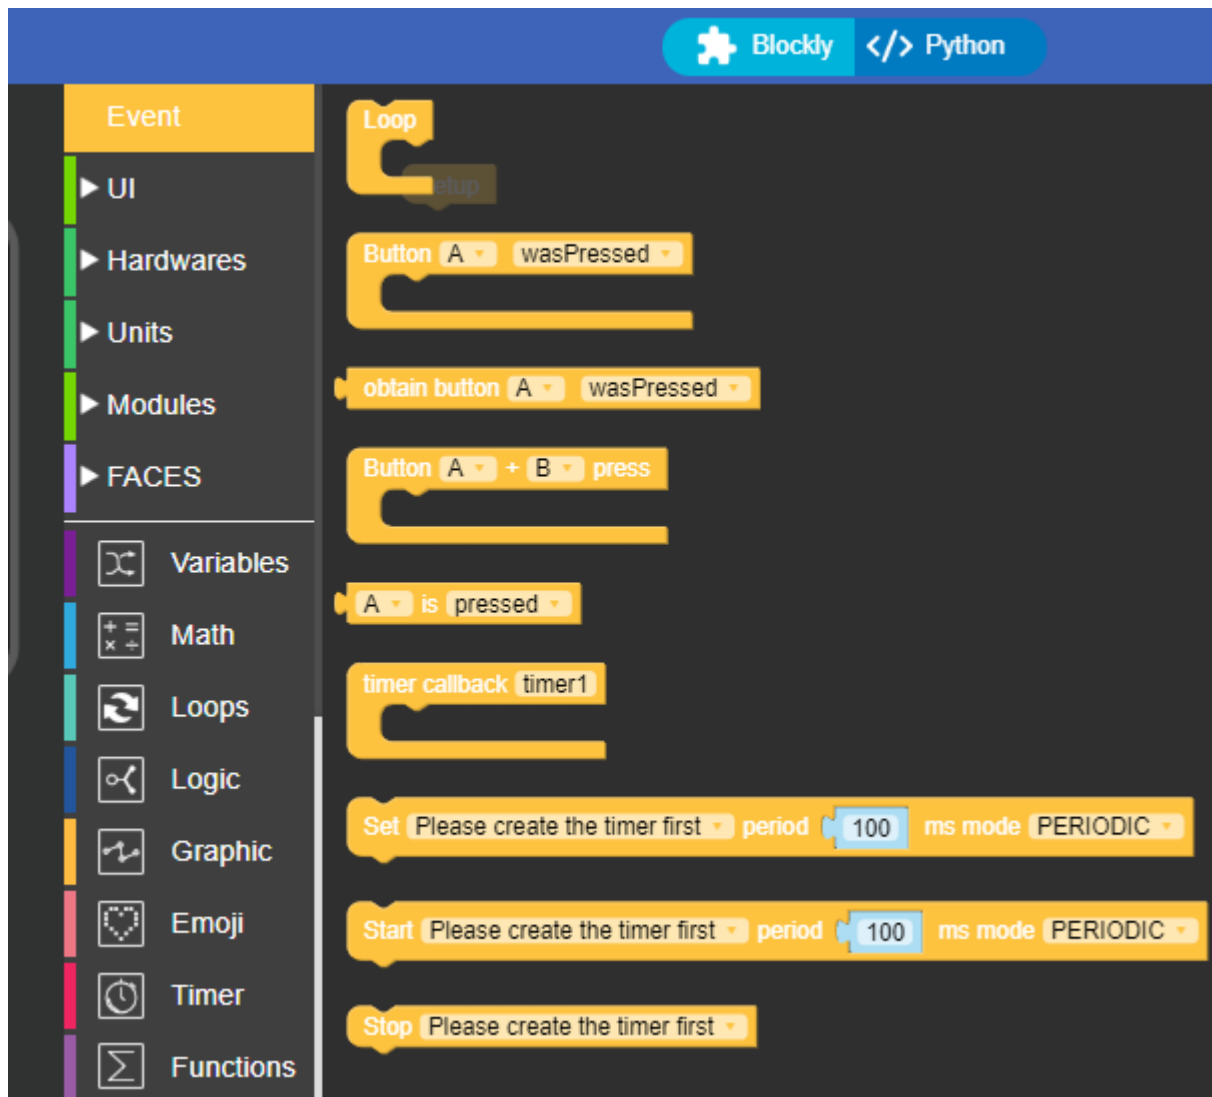 Blockly </> Python
Event
UI
Hardwares
Units
Modules
FACES
Variables
Math
Loops
Logic
Graphic
Emoji
Timer
Functions
Loop
etup
Button A wasPressed
obtain button A wasPressed
Button A + B press
A is pressed
timer callback timer1
Set Please create the timer first period 100 ms mode PERIODIC
Start Please create the timer first period 100 ms mode PERIODIC
Stop Please create the timer first